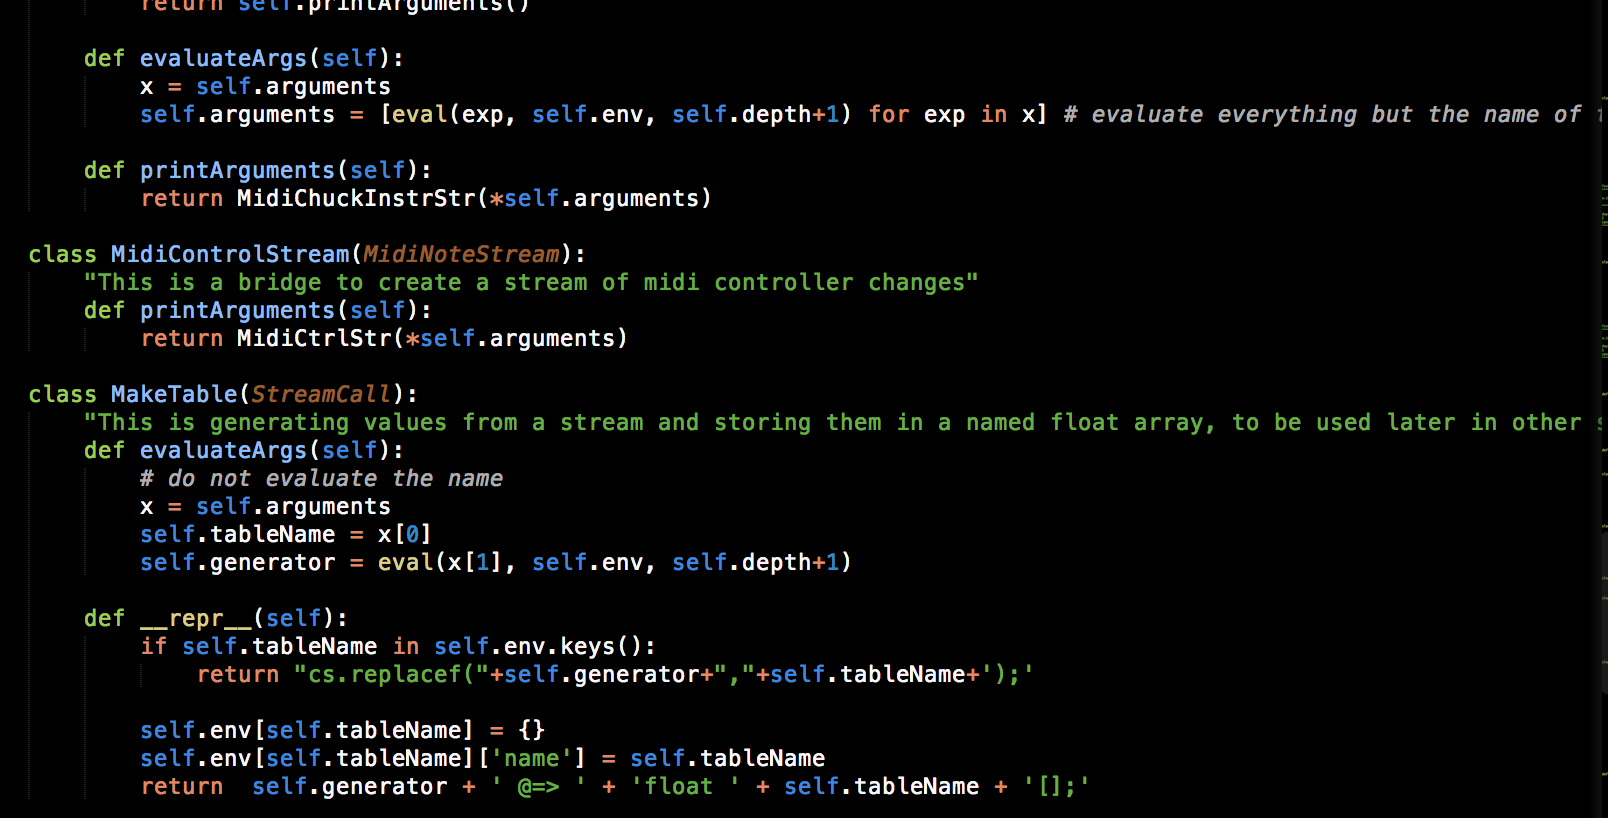 return self.printArguments()
def evaluateArgs(self):
x = self.arguments
self.arguments = [eval(exp, self.env, self.depth+1) for exp in x] # evaluate everything but the name of
def printArguments(self):
return MidiChuckInstrStr(*self.arguments)
class MidiControlStream(MidiNoteStream):
"This is a bridge to create a stream of midi controller changes"
def printArguments(self):
return MidiCtrlStr(*self.arguments)
class MakeTable(StreamCall):
"This is generating values from a stream and storing them in a named float array, to be used later in other
def evaluateArgs(self):
# do not evaluate the name
x = self.arguments
self.tableName = x[0]
self.generator = eval(x[1], self.env, self.depth+1)
def __repr__(self):
if self.tableName in self.env.keys():
return "cs.replacef("+self.generator+","+self.tableName+');'
self.env[self.tableName] = {}
self.env[self.tableName]['name'] = self.tableName
return  self.generator + ' @=> ' + 'float ' + self.tableName + '[];'